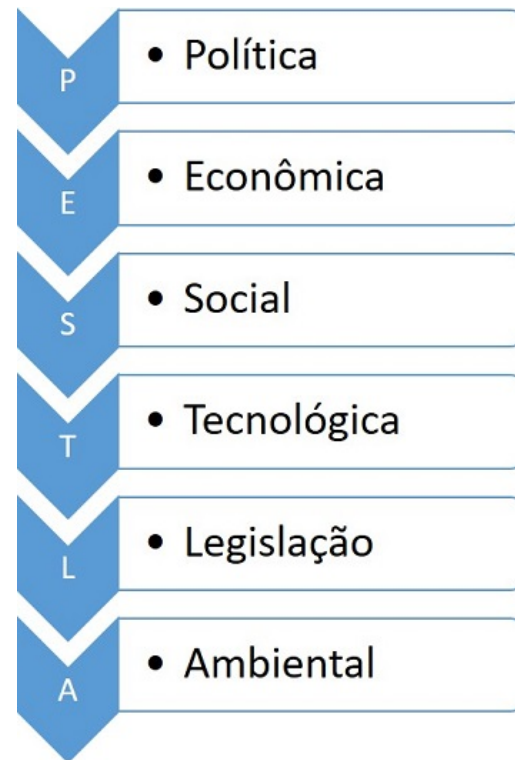 P
• Política
E
• Econômica
S
• Social
T
• Tecnológica
L
• Legislação
A
• Ambiental